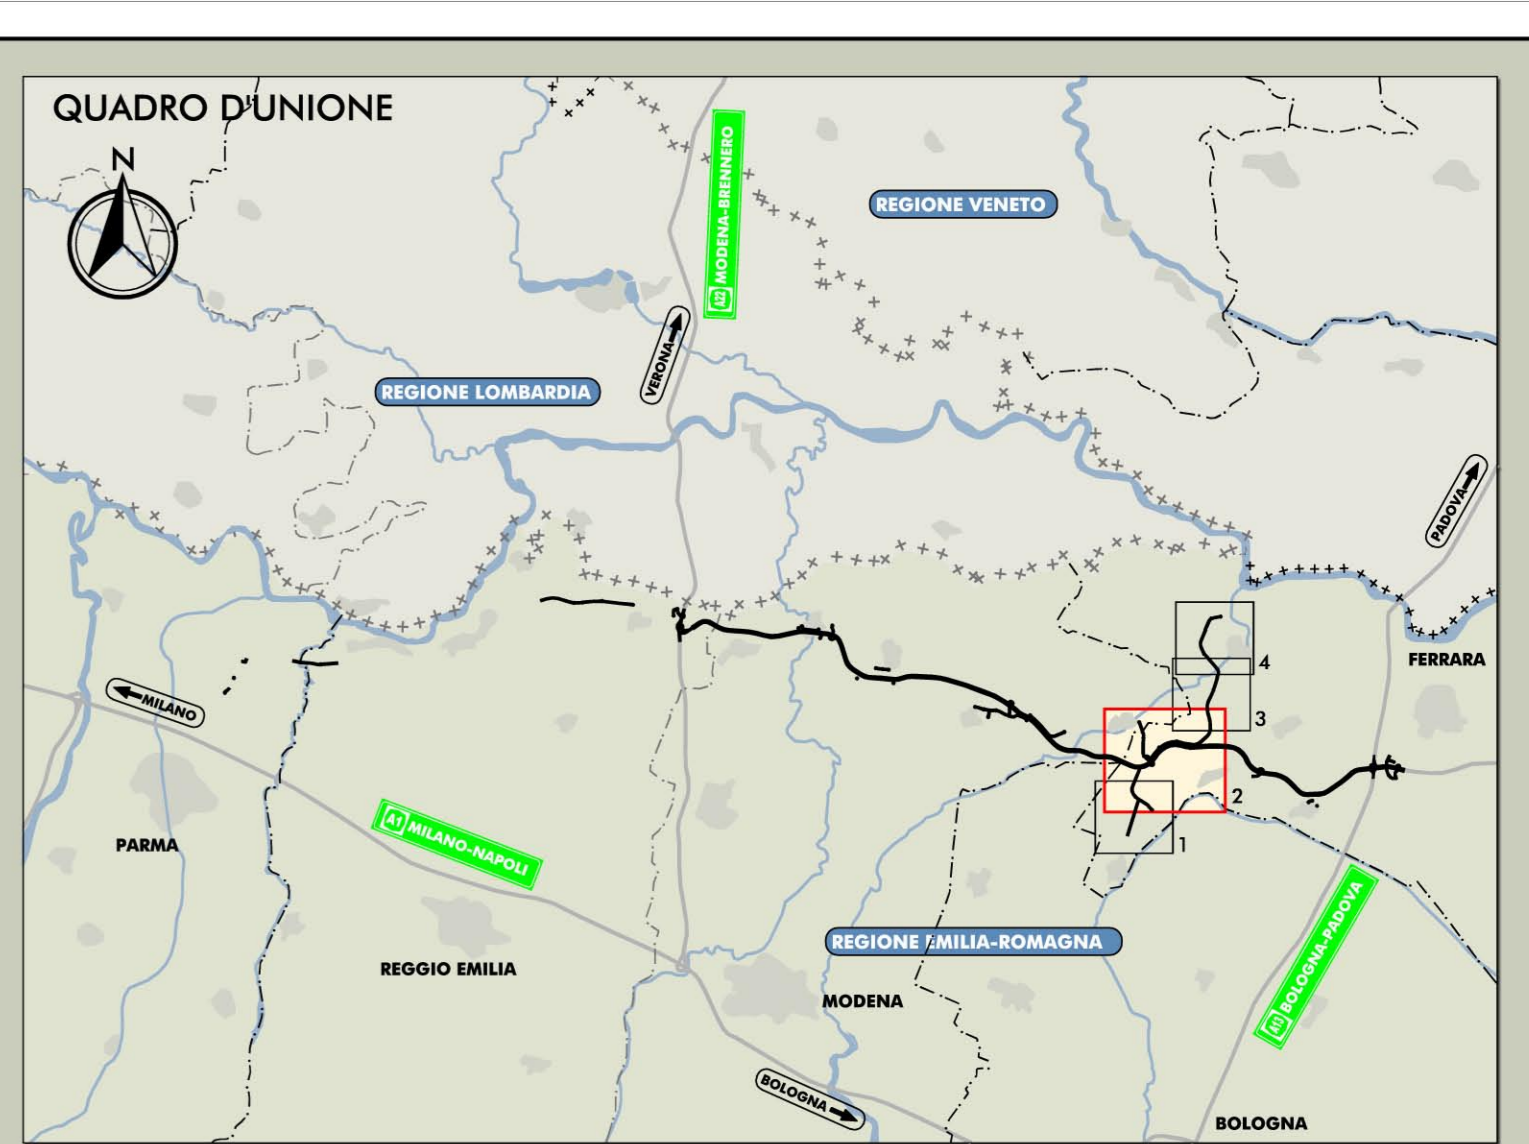 QUADRO D'UNIONE
N
A22 MODENA-BRENNERO
REGIONE VENETO
VERONA
REGIONE LOMBARDIA
PADOVA
FERRARA
4
MILANO
3
2
A1 MILANO-NAPOLI
PARMA
1
A13 BOLOGNA-PADOVA
REGIONE EMILIA-ROMAGNA
REGGIO EMILIA
MODENA
BOLOGNA
BOLOGNA